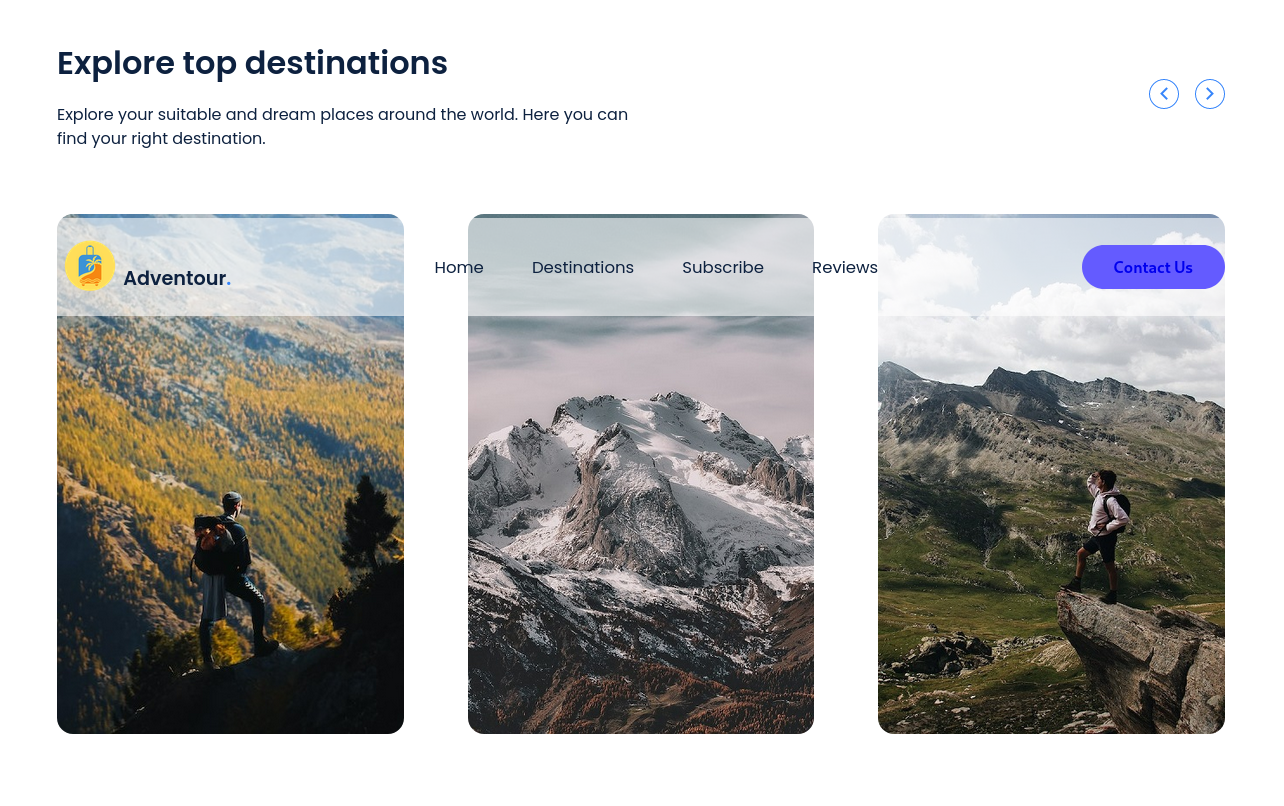 Explore top destinations
Explore your suitable and dream places around the world. Here you can
find your right destination.
Adventour.
Home
Destinations
Subscribe
Reviews
Contact Us